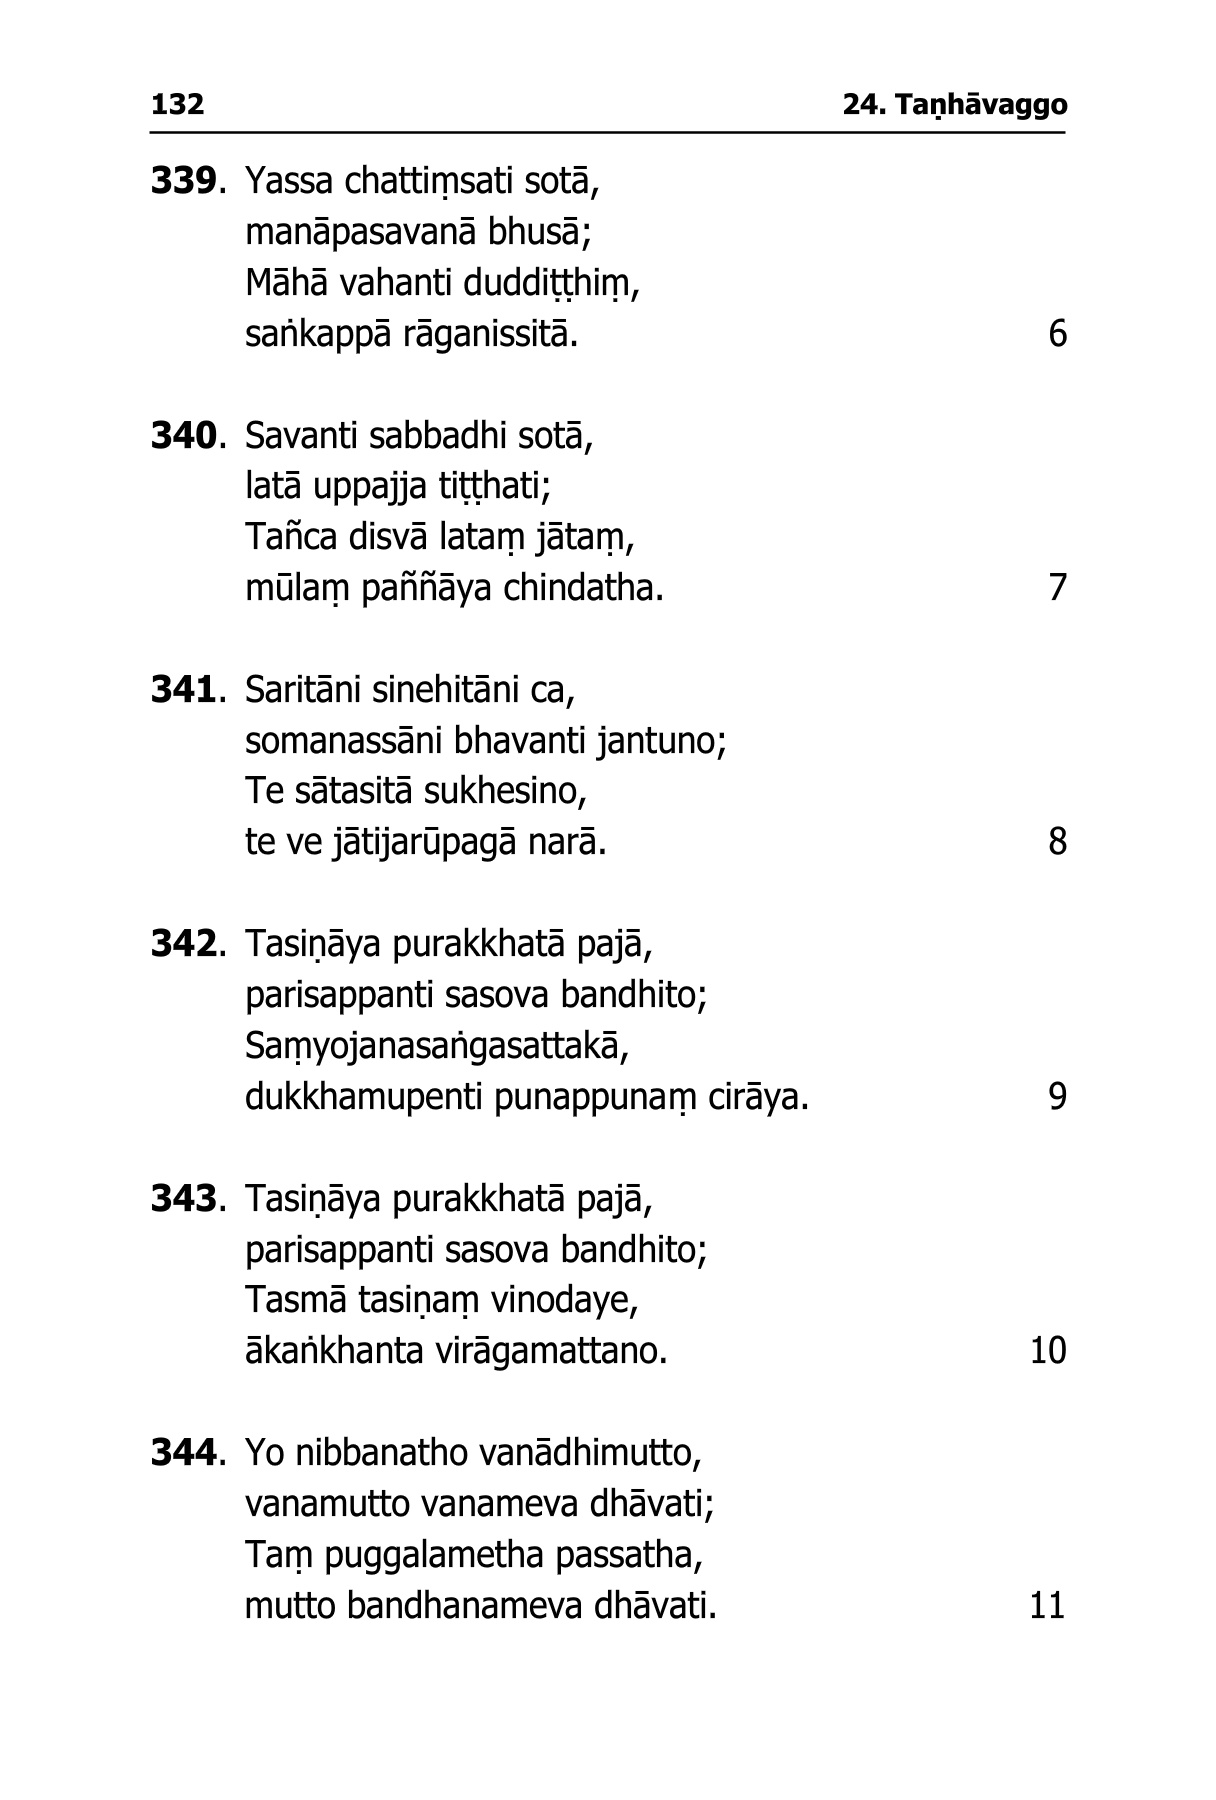 132 24. Taṇhāvaggo
339. Yassa chattiṃsati sotā,
manāpasavanā bhusā;
Māhā vahanti duddiṭṭhiṃ,
saṅkappā rāganissitā. 6
340. Savanti sabbadhi sotā,
latā uppajja tiṭṭhati;
Tañca disvā lataṃ jātaṃ,
mūlaṃ paññāya chindatha. 7
341. Saritāni sinehitāni ca,
somanassāni bhavanti jantuno;
Te sātasitā sukhesino,
te ve jātijarūpagā narā. 8
342. Tasiṇāya purakkhatā pajā,
parisappanti sasova bandhito;
Saṃyojanasaṅgasattakā,
dukkhamupenti punappunaṃ cirāya. 9
343. Tasiṇāya purakkhatā pajā,
parisappanti sasova bandhito;
Tasmā tasiṇaṃ vinodaye,
ākaṅkhanta virāgamattano. 10
344. Yo nibbanatho vanādhimutto,
vanamutto vanameva dhāvati;
Taṃ puggalametha passatha,
mutto bandhanameva dhāvati. 11